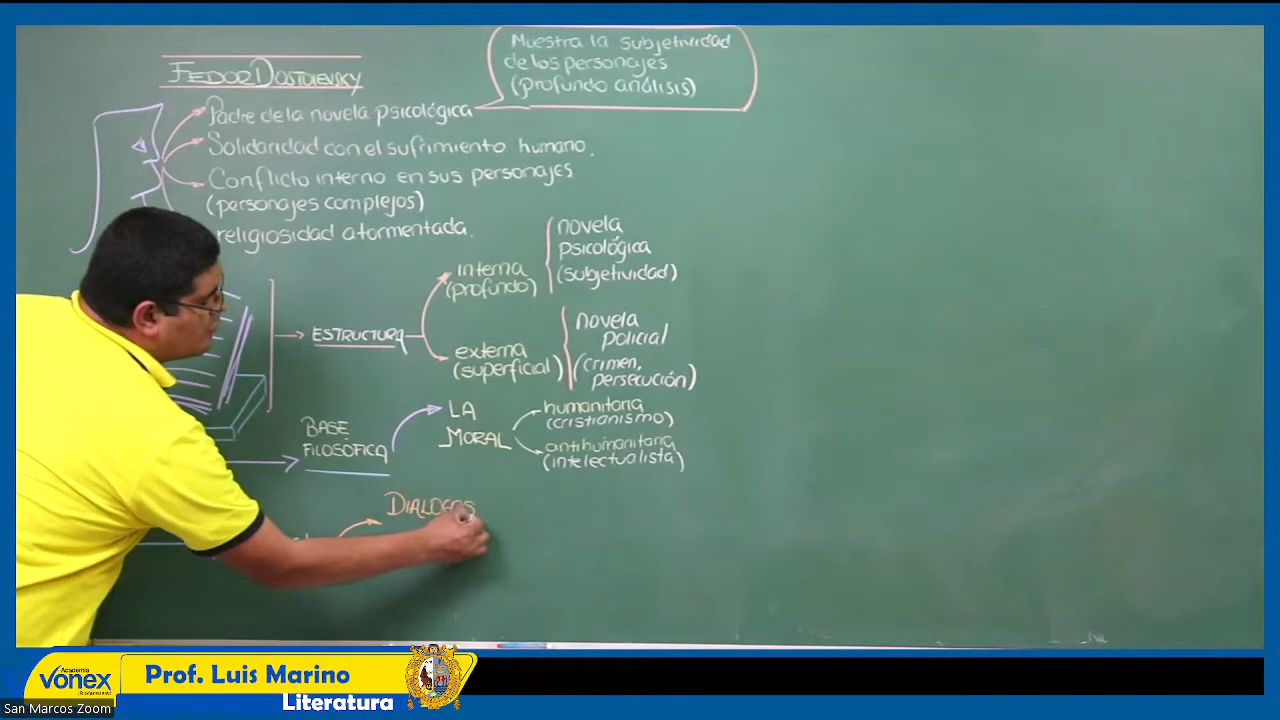 FEDOR DOSTOIEVSKY
Muestra la subjetividad
de los personajes
(profundo análisis)
Padre de la novela psicológica
Solidaridad con el sufrimiento humano.
Conflicto interno en sus personajes
(personajes complejos)
religiosidad atormentada.
ESTRUCTURA
interna
(profundo)
novela
psicológica
(subjetividad)
externa
(superficial)
novela
policial
(crimen,
persecución)
BASE
FILOSÓFICA
LA
MORAL
humanitaria
(cristianismo)
antihumanitaria
(intelectualista)
Academia
vonex
Prof. Luis Marino
Literatura
San Marcos Zoom